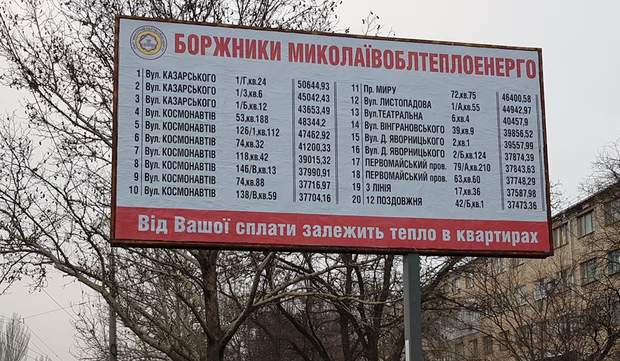 БОРЖНИКИ МИКОЛАЇВОБЛТЕПЛОЕНЕРГО
1 Вул. КАЗАРСЬКОГО 1/Г,кв.24 50644,93
2 Вул. КАЗАРСЬКОГО 1/3,кв.6 45042,43
3 Вул. КАЗАРСЬКОГО 1/Б,кв.12 43653,49
4 Вул. КОСМОНАВТІВ 53,кв.188 48344,2
5 Вул. КОСМОНАВТІВ 126/1,кв.112 47462,92
6 Вул. КОСМОНАВТІВ 74,кв.32 41200,33
7 Вул. КОСМОНАВТІВ 118,кв.42 39015,32
8 Вул. КОСМОНАВТІВ 146/В,кв.13 37990,91
9 Вул. КОСМОНАВТІВ 74,кв.88 37716,97
10 Вул. КОСМОНАВТІВ 138/В,кв.59 37704,16
11 Пр. МИРУ 72,кв.75 46400,58
12 Вул. ЛИСТОПАДОВА 1/А,кв.55 44942,97
13 Вул.ТЕАТРАЛЬНА 6,кв.4 40457,9
14 Вул. ВІНГРАНОВСЬКОГО 39,кв.9 39856,52
15 Вул. Д. ЯВОРНИЦЬКОГО 2,кв.1 39557,99
16 Вул. Д. ЯВОРНИЦЬКОГО 2/Б,кв.124 37874,39
17 ПЕРВОМАЙСЬКИЙ пров. 79/А,кв.210 37843,63
18 ПЕРВОМАЙСЬКИЙ пров. 63,кв.60 37748,29
19 3 ЛІНІЯ 17,кв.36 37587,98
20 12 ПОЗДОВЖНЯ 42/Б,кв.1 37473,36
Від Вашої сплати залежить тепло в квартирах